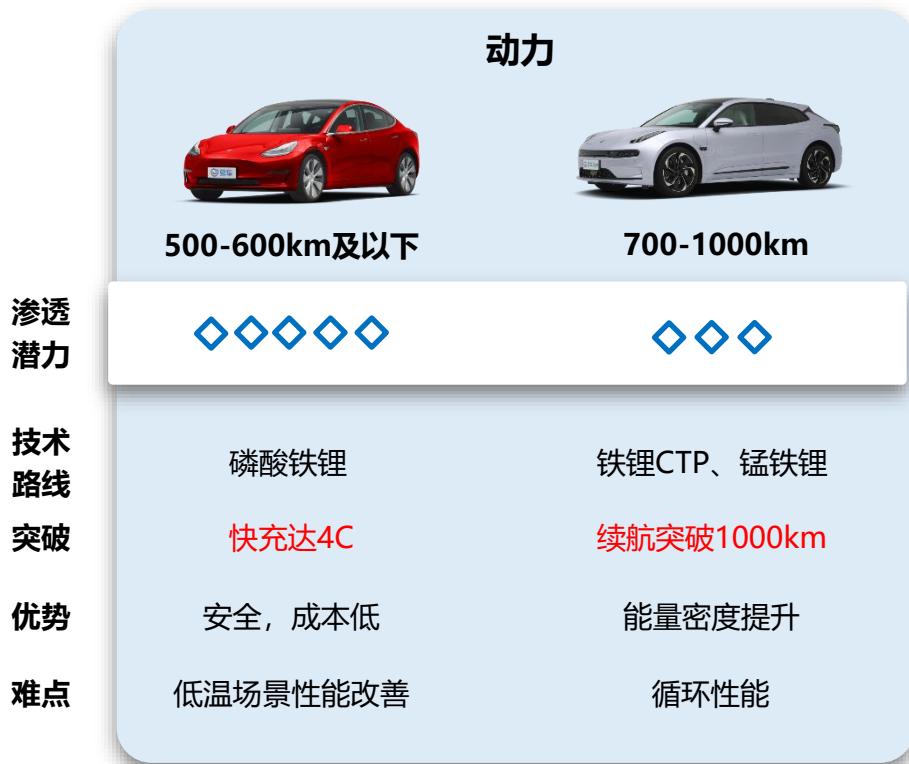 动力
500-600km及以下
700-1000km
渗透
潜力
技术
路线
磷酸铁锂
铁锂CTP、锰铁锂
突破
快充达4C
续航突破1000km
优势
安全，成本低
能量密度提升
难点
低温场景性能改善
循环性能